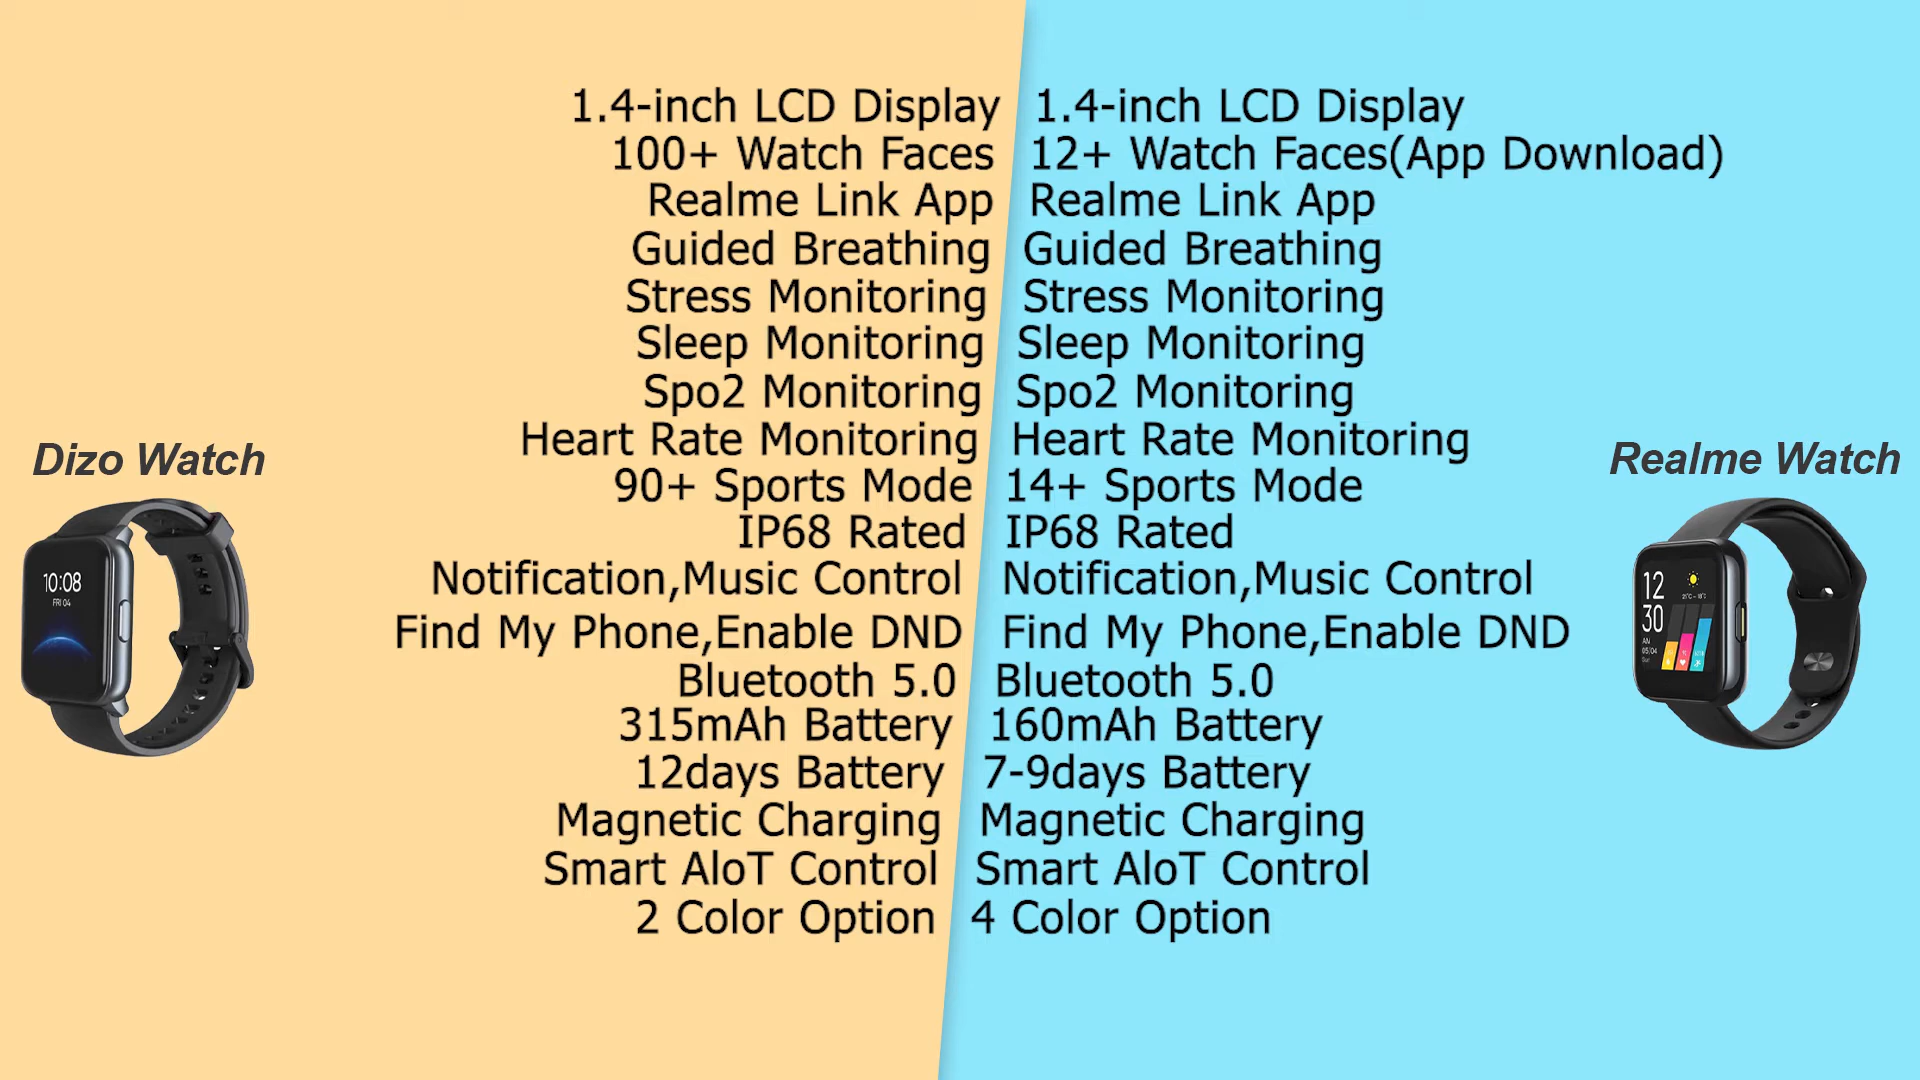 1.4-inch LCD Display
100+ Watch Faces
Realme Link App
Guided Breathing
Stress Monitoring
Sleep Monitoring
Spo2 Monitoring
Heart Rate Monitoring
90+ Sports Mode
IP68 Rated
Notification,Music Control
Find My Phone,Enable DND
Bluetooth 5.0
315mAh Battery
12days Battery
Magnetic Charging
Smart AIoT Control
2 Color Option
Dizo Watch
10:08
FRI 04
1.4-inch LCD Display
12+ Watch Faces(App Download)
Realme Link App
Guided Breathing
Stress Monitoring
Sleep Monitoring
Spo2 Monitoring
Heart Rate Monitoring
14+ Sports Mode
IP68 Rated
Notification,Music Control
Find My Phone,Enable DND
Bluetooth 5.0
160mAh Battery
7-9days Battery
Magnetic Charging
Smart AIoT Control
4 Color Option
Realme Watch
12
30
05/04